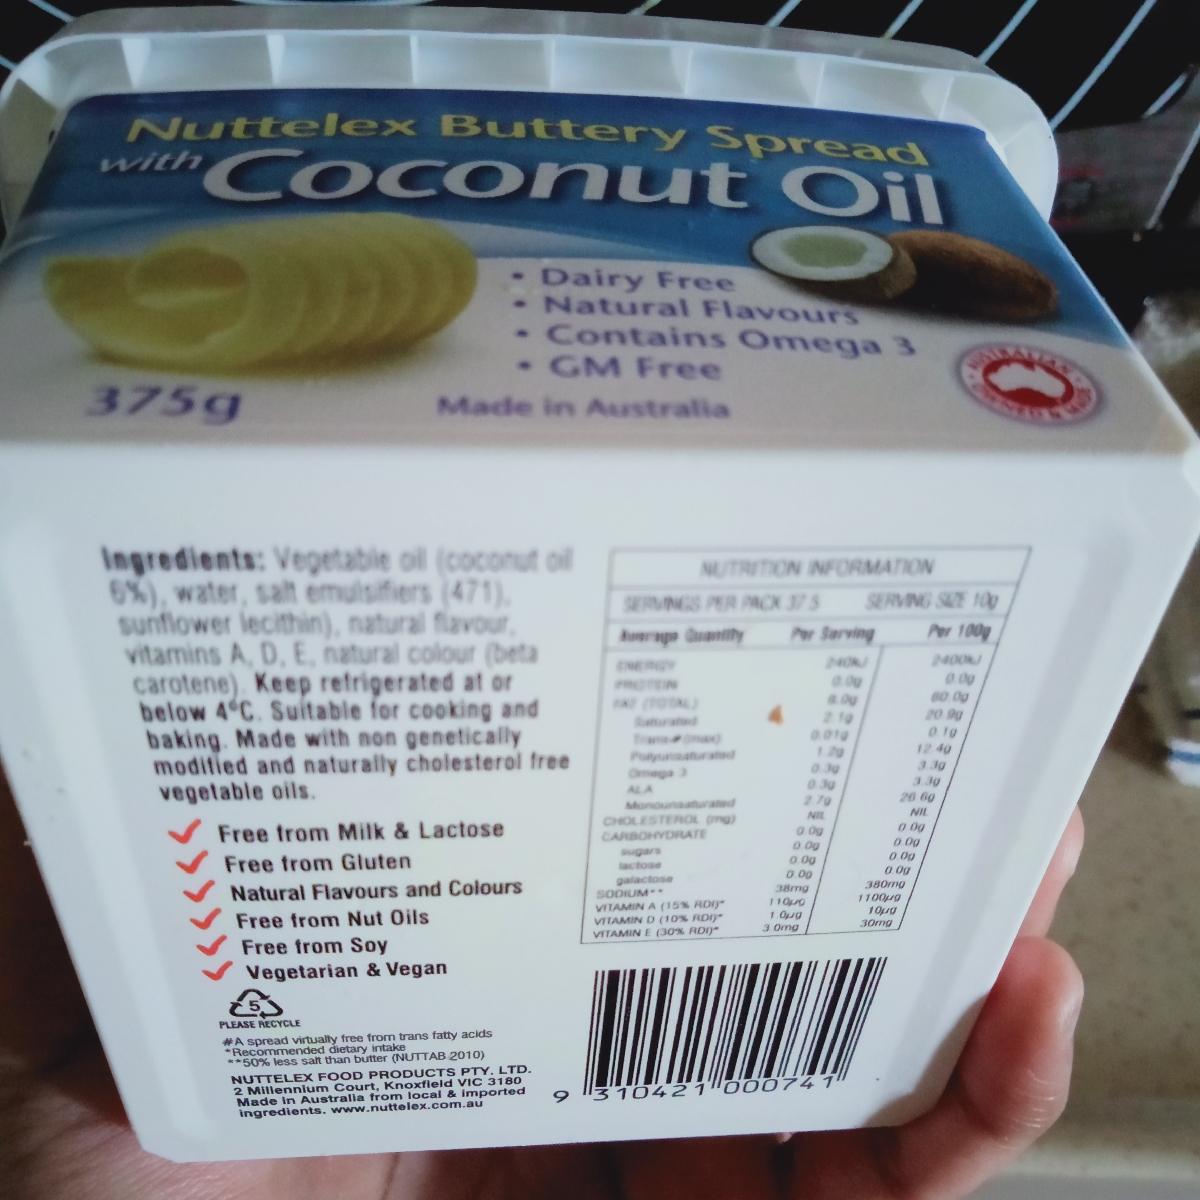 Nuttelex Buttery Spread
with Coconut Oil
• Dairy Free
• Natural Flavours
• Contains Omega 3
• GM Free
375g
Made in Australia
AUSTRALIAN
OWNED & MADE
Ingredients: Vegetable oil (coconut oil
6%), water, salt emulsifiers (471),
sunflower lecithin), natural flavour,
vitamins A, D, E, natural colour (beta
carotene). Keep refrigerated at or
below 4°C. Suitable for cooking and
baking. Made with non genetically
modified and naturally cholesterol free
vegetable oils.
Free from Milk & Lactose
Free from Gluten
Natural Flavours and Colours
Free from Nut Oils
Free from Soy
Vegetarian & Vegan
5
PLEASE RECYCLE
#A spread virtually free from trans fatty acids
*Recommended dietary intake
**50% less salt than butter (NUTTAB 2010)
NUTTELEX FOOD PRODUCTS PTY. LTD.
2 Millennium Court, Knoxfield VIC 3180
Made in Australia from local & imported
ingredients. www.nuttelex.com.au
NUTRITION INFORMATION
SERVINGS PER PACK 37.5 SERVING SIZE 10g
Average Quantity Per Serving Per 100g
ENERGY 240kJ 2400kJ
PROTEIN 0.0g 0.0g
FAT (TOTAL) 8.0g 80.0g
Saturated 2.1g 20.9g
Trans# (max) 0.01g 0.1g
Polyunsaturated 1.2g 12.4g
Omega 3 0.3g 3.3g
ALA 0.3g 3.3g
Monounsaturated 2.7g 26.6g
CHOLESTEROL (mg) NIL NIL
CARBOHYDRATE 0.0g 0.0g
sugars 0.0g 0.0g
lactose 0.0g 0.0g
galactose 0.0g 0.0g
SODIUM** 38mg 380mg
VITAMIN A (15% RDI)* 110µG 1100µg
VITAMIN D (10% RDI)* 1.0µg 10µg
VITAMIN E (30% RDI)* 3.0mg 30mg
9 310421 000741